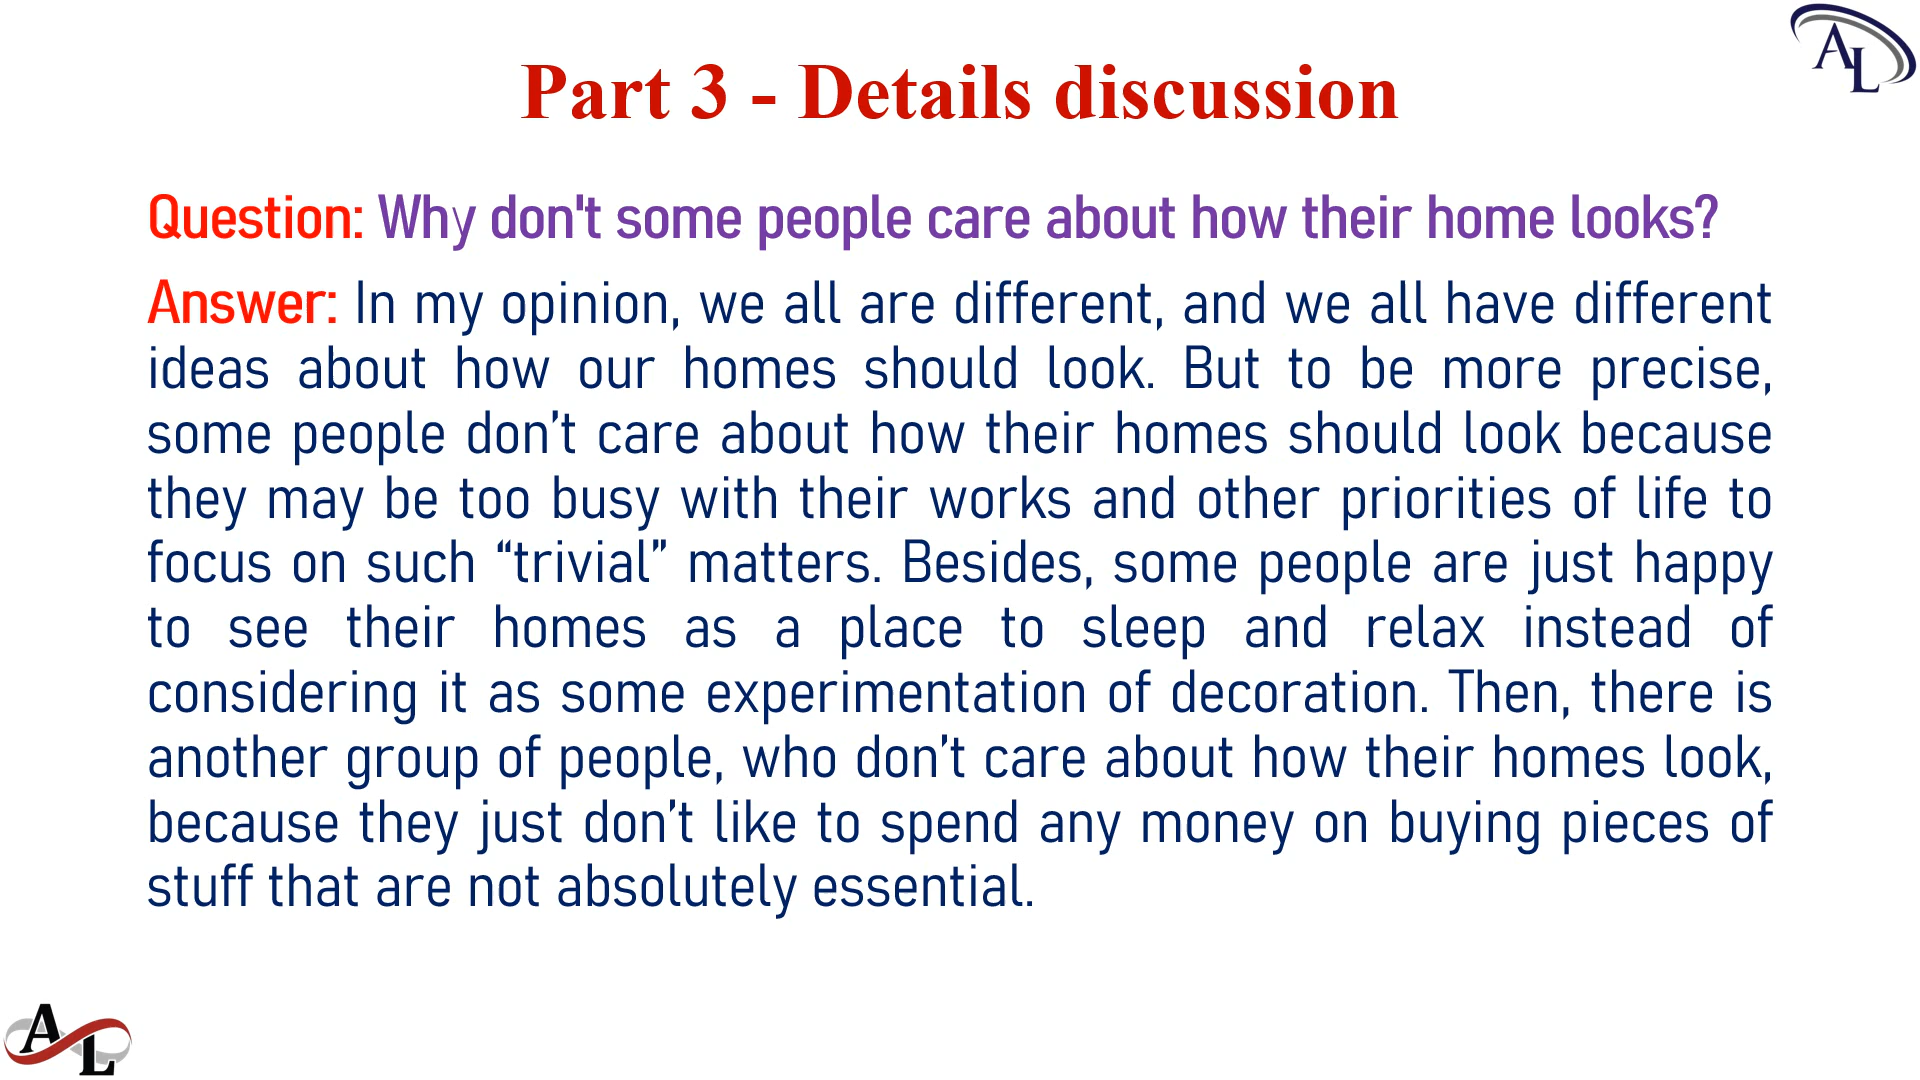 AL
Part 3 - Details discussion
Question: Why don't some people care about how their home looks?
Answer: In my opinion, we all are different, and we all have different
ideas about how our homes should look. But to be more precise,
some people don’t care about how their homes should look because
they may be too busy with their works and other priorities of life to
focus on such “trivial” matters. Besides, some people are just happy
to see their homes as a place to sleep and relax instead of
considering it as some experimentation of decoration. Then, there is
another group of people, who don’t care about how their homes look,
because they just don’t like to spend any money on buying pieces of
stuff that are not absolutely essential.
AL